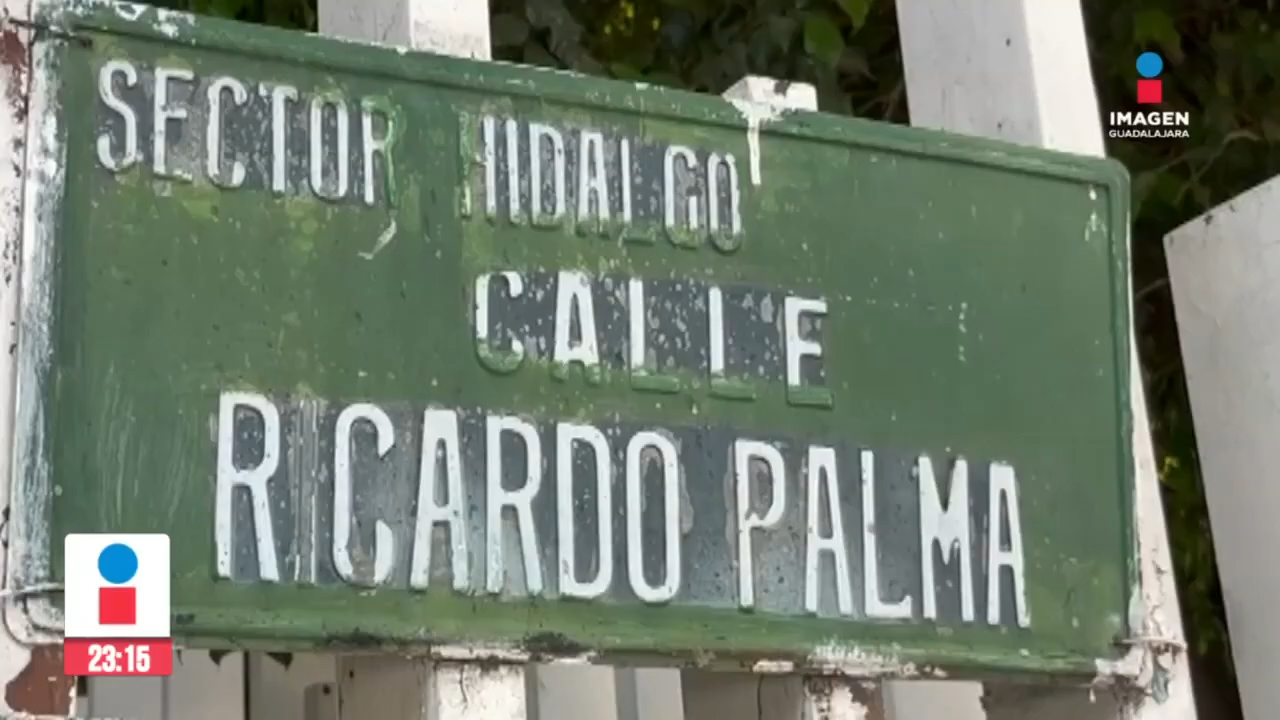 SECTOR HIDALGO
CALLE
RICARDO PALMA
IMAGEN
GUADALAJARA
23:15